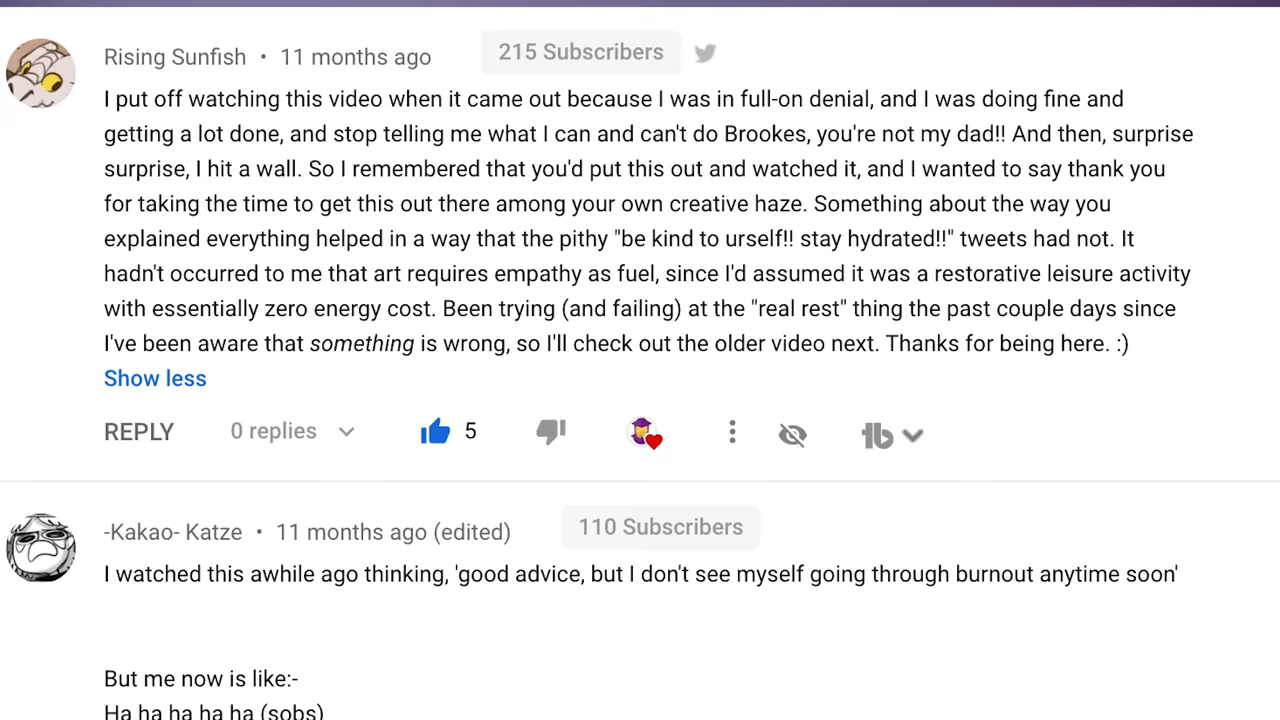 Rising Sunfish • 11 months ago 215 Subscribers
I put off watching this video when it came out because I was in full-on denial, and I was doing fine and
getting a lot done, and stop telling me what I can and can't do Brookes, you're not my dad!! And then, surprise
surprise, I hit a wall. So I remembered that you'd put this out and watched it, and I wanted to say thank you
for taking the time to get this out there among your own creative haze. Something about the way you
explained everything helped in a way that the pithy "be kind to urself!! stay hydrated!!" tweets had not. It
hadn't occurred to me that art requires empathy as fuel, since I'd assumed it was a restorative leisure activity
with essentially zero energy cost. Been trying (and failing) at the "real rest" thing the past couple days since
I've been aware that something is wrong, so I'll check out the older video next. Thanks for being here. :)
Show less
REPLY 0 replies 5
-Kakao- Katze • 11 months ago (edited) 110 Subscribers
I watched this awhile ago thinking, 'good advice, but I don't see myself going through burnout anytime soon'
But me now is like:-
Ha ha ha ha ha (sobs)